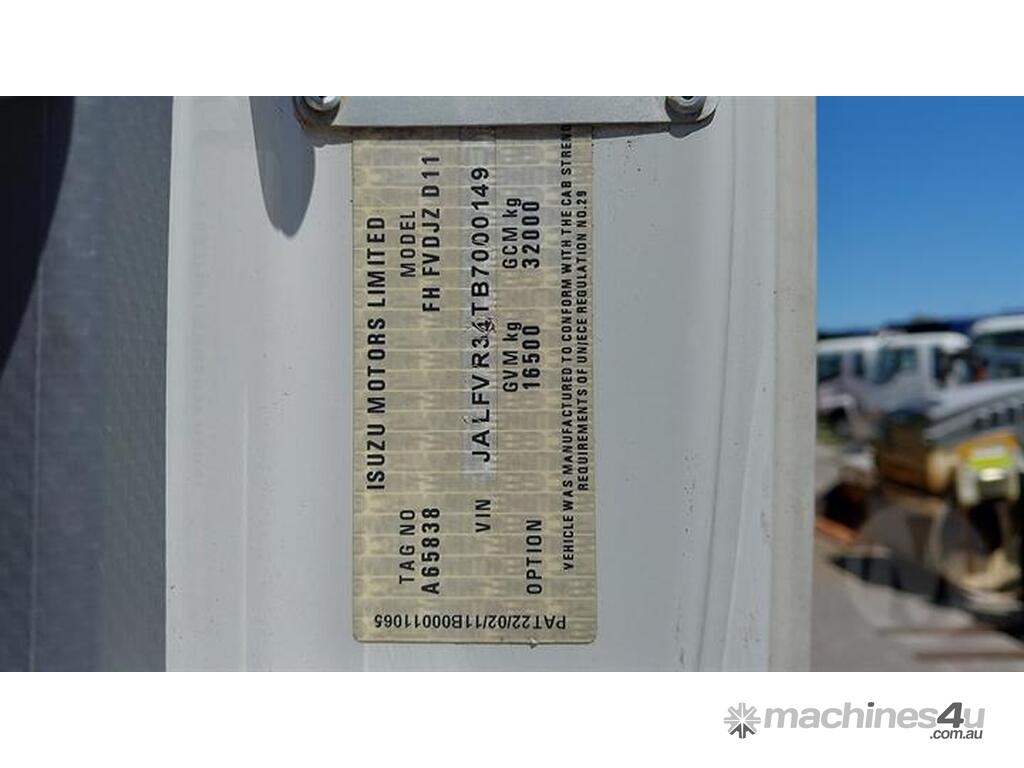 ISUZU MOTORS LIMITED
TAG NO MODEL
A65838 FH FVDJZ D11
VIN JALFVR34TB7000149
GVM kg GCM kg
OPTION 16500 32000
VEHICLE WAS MANUFACTURED TO CONFORM WITH THE CAB STRENG
REQUIREMENTS OF UN/ECE REGULATION NO.29
PAT22/02/11B00011065
machines4u
.com.au